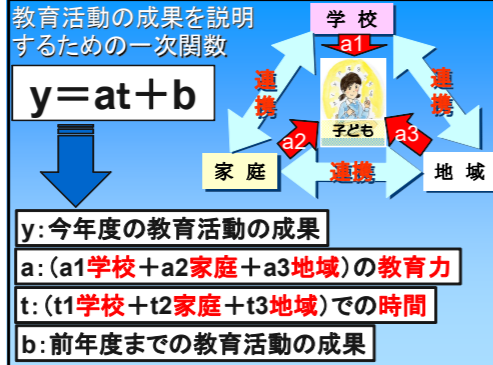 教育活動の成果を説明
するための一次関数
y=at+b
学校
a1
連携
連携
子ども
a2
a3
家庭
連携
地域
y:今年度の教育活動の成果
a:(a1学校+a2家庭+a3地域)の教育力
t:(t1学校+t2家庭+t3地域)での時間
b:前年度までの教育活動の成果